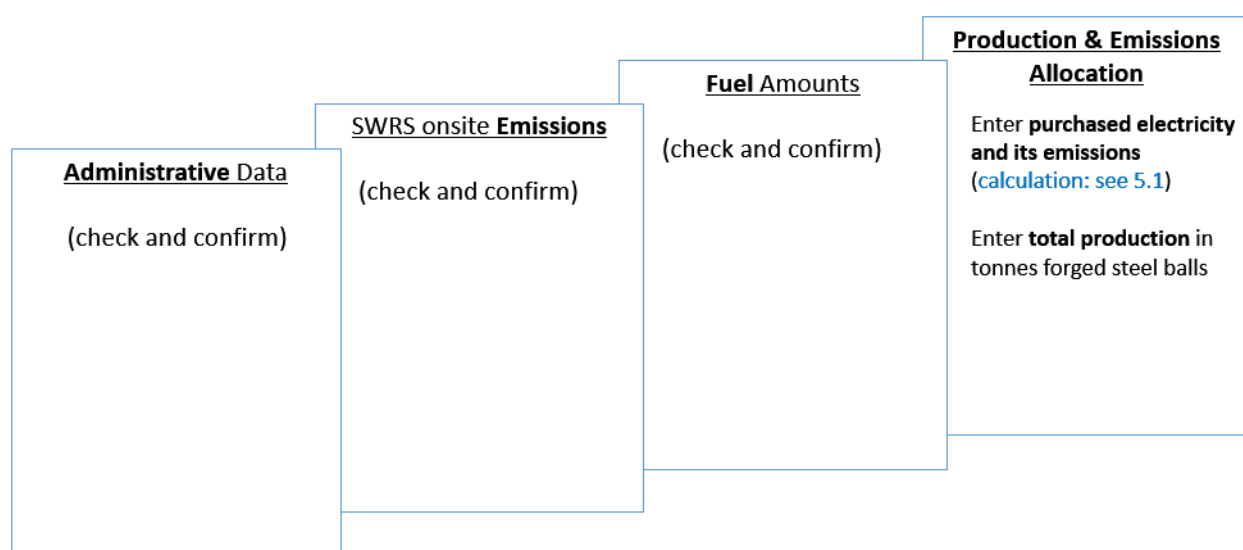 Administrative Data
(check and confirm)
SWRS onsite Emissions
(check and confirm)
Fuel Amounts
(check and confirm)
Production & Emissions
Allocation
Enter purchased electricity
and its emissions
(calculation: see 5.1)
Enter total production in
tonnes forged steel balls